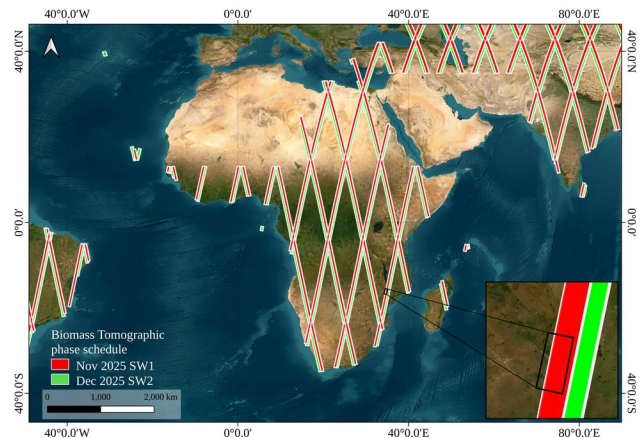 40°0.0'W 0°0.0' 40°0.0'E 80°0.0'E
40°0.0'N 40°0.0'N
0°0.0' 0°0.0'
Biomass Tomographic
phase schedule
Nov 2025 SW1
Dec 2025 SW2
0 1,000 2,000 km
40°0.0'S 40°0.0'S
40°0.0'W 0°0.0' 40°0.0'E 80°0.0'E